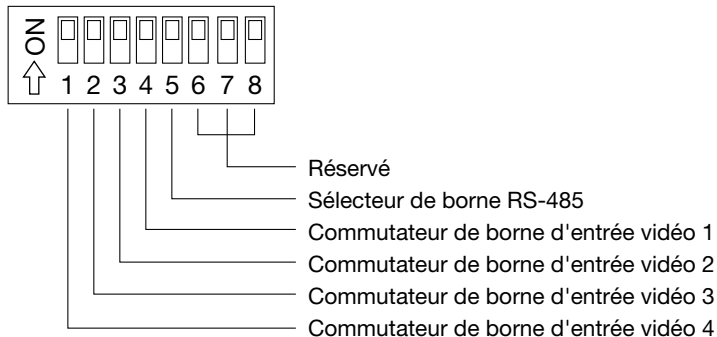 ON
1 2 3 4 5 6 7 8
Réservé
Sélecteur de borne RS-485
Commutateur de borne d'entrée vidéo 1
Commutateur de borne d'entrée vidéo 2
Commutateur de borne d'entrée vidéo 3
Commutateur de borne d'entrée vidéo 4